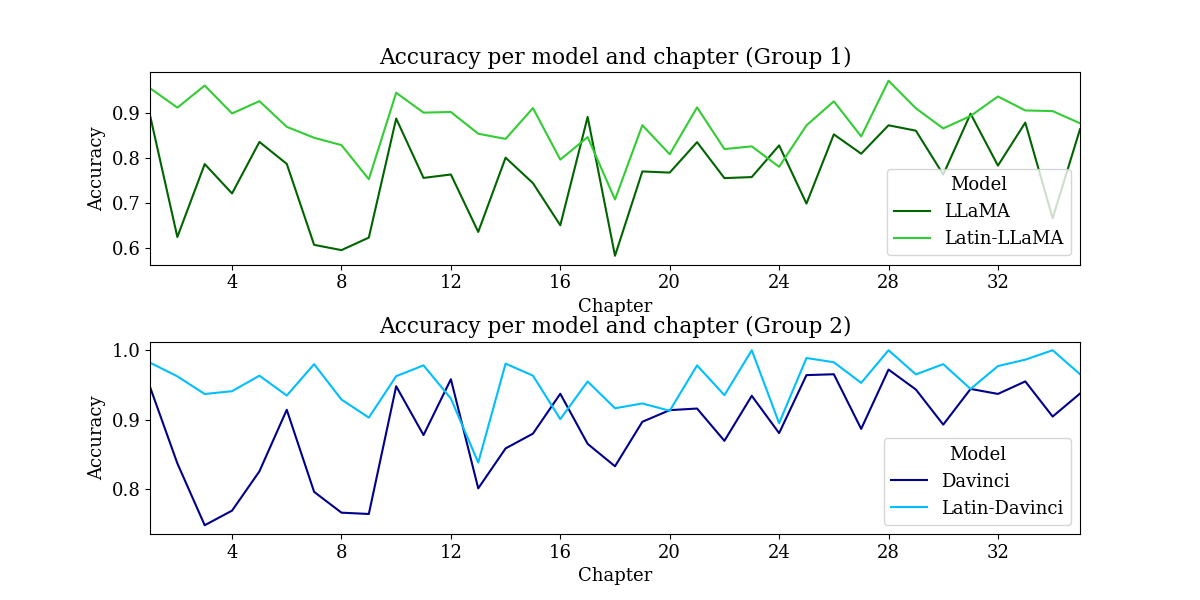 Accuracy per model and chapter (Group 1)
Accuracy
0.9
0.8
0.7
0.6
Model
LLaMA
Latin-LLaMA
4 8 12 16 20 24 28 32
Chapter
Accuracy per model and chapter (Group 2)
Accuracy
1.0
0.9
0.8
Model
Davinci
Latin-Davinci
4 8 12 16 20 24 28 32
Chapter